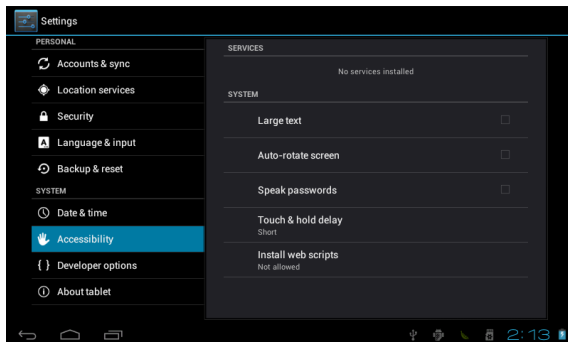 Settings
PERSONAL
Accounts & sync
Location services
Security
Language & input
Backup & reset
SYSTEM
Date & time
Accessibility
Developer options
About tablet
SERVICES
No services installed
SYSTEM
Large text
Auto-rotate screen
Speak passwords
Touch & hold delay
Short
Install web scripts
Not allowed
2:13